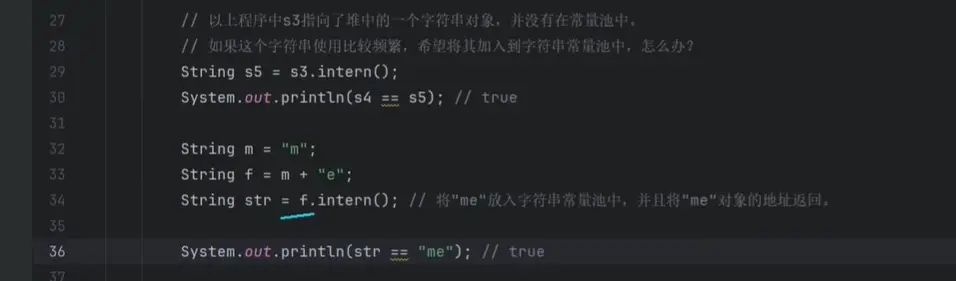 27 // 以上程序中s3指向了堆中的一个字符串对象，并没有在常量池中。
28 // 如果这个字符串使用比较频繁，希望将其加入到字符串常量池中，怎么办？
29 String s5 = s3.intern();
30 System.out.println(s4 == s5); // true
31
32 String m = "m";
33 String f = m + "e";
34 String str = f.intern(); // 将"me"放入字符串常量池中，并且将"me"对象的地址返回。
35
36 System.out.println(str == "me"); // true
37